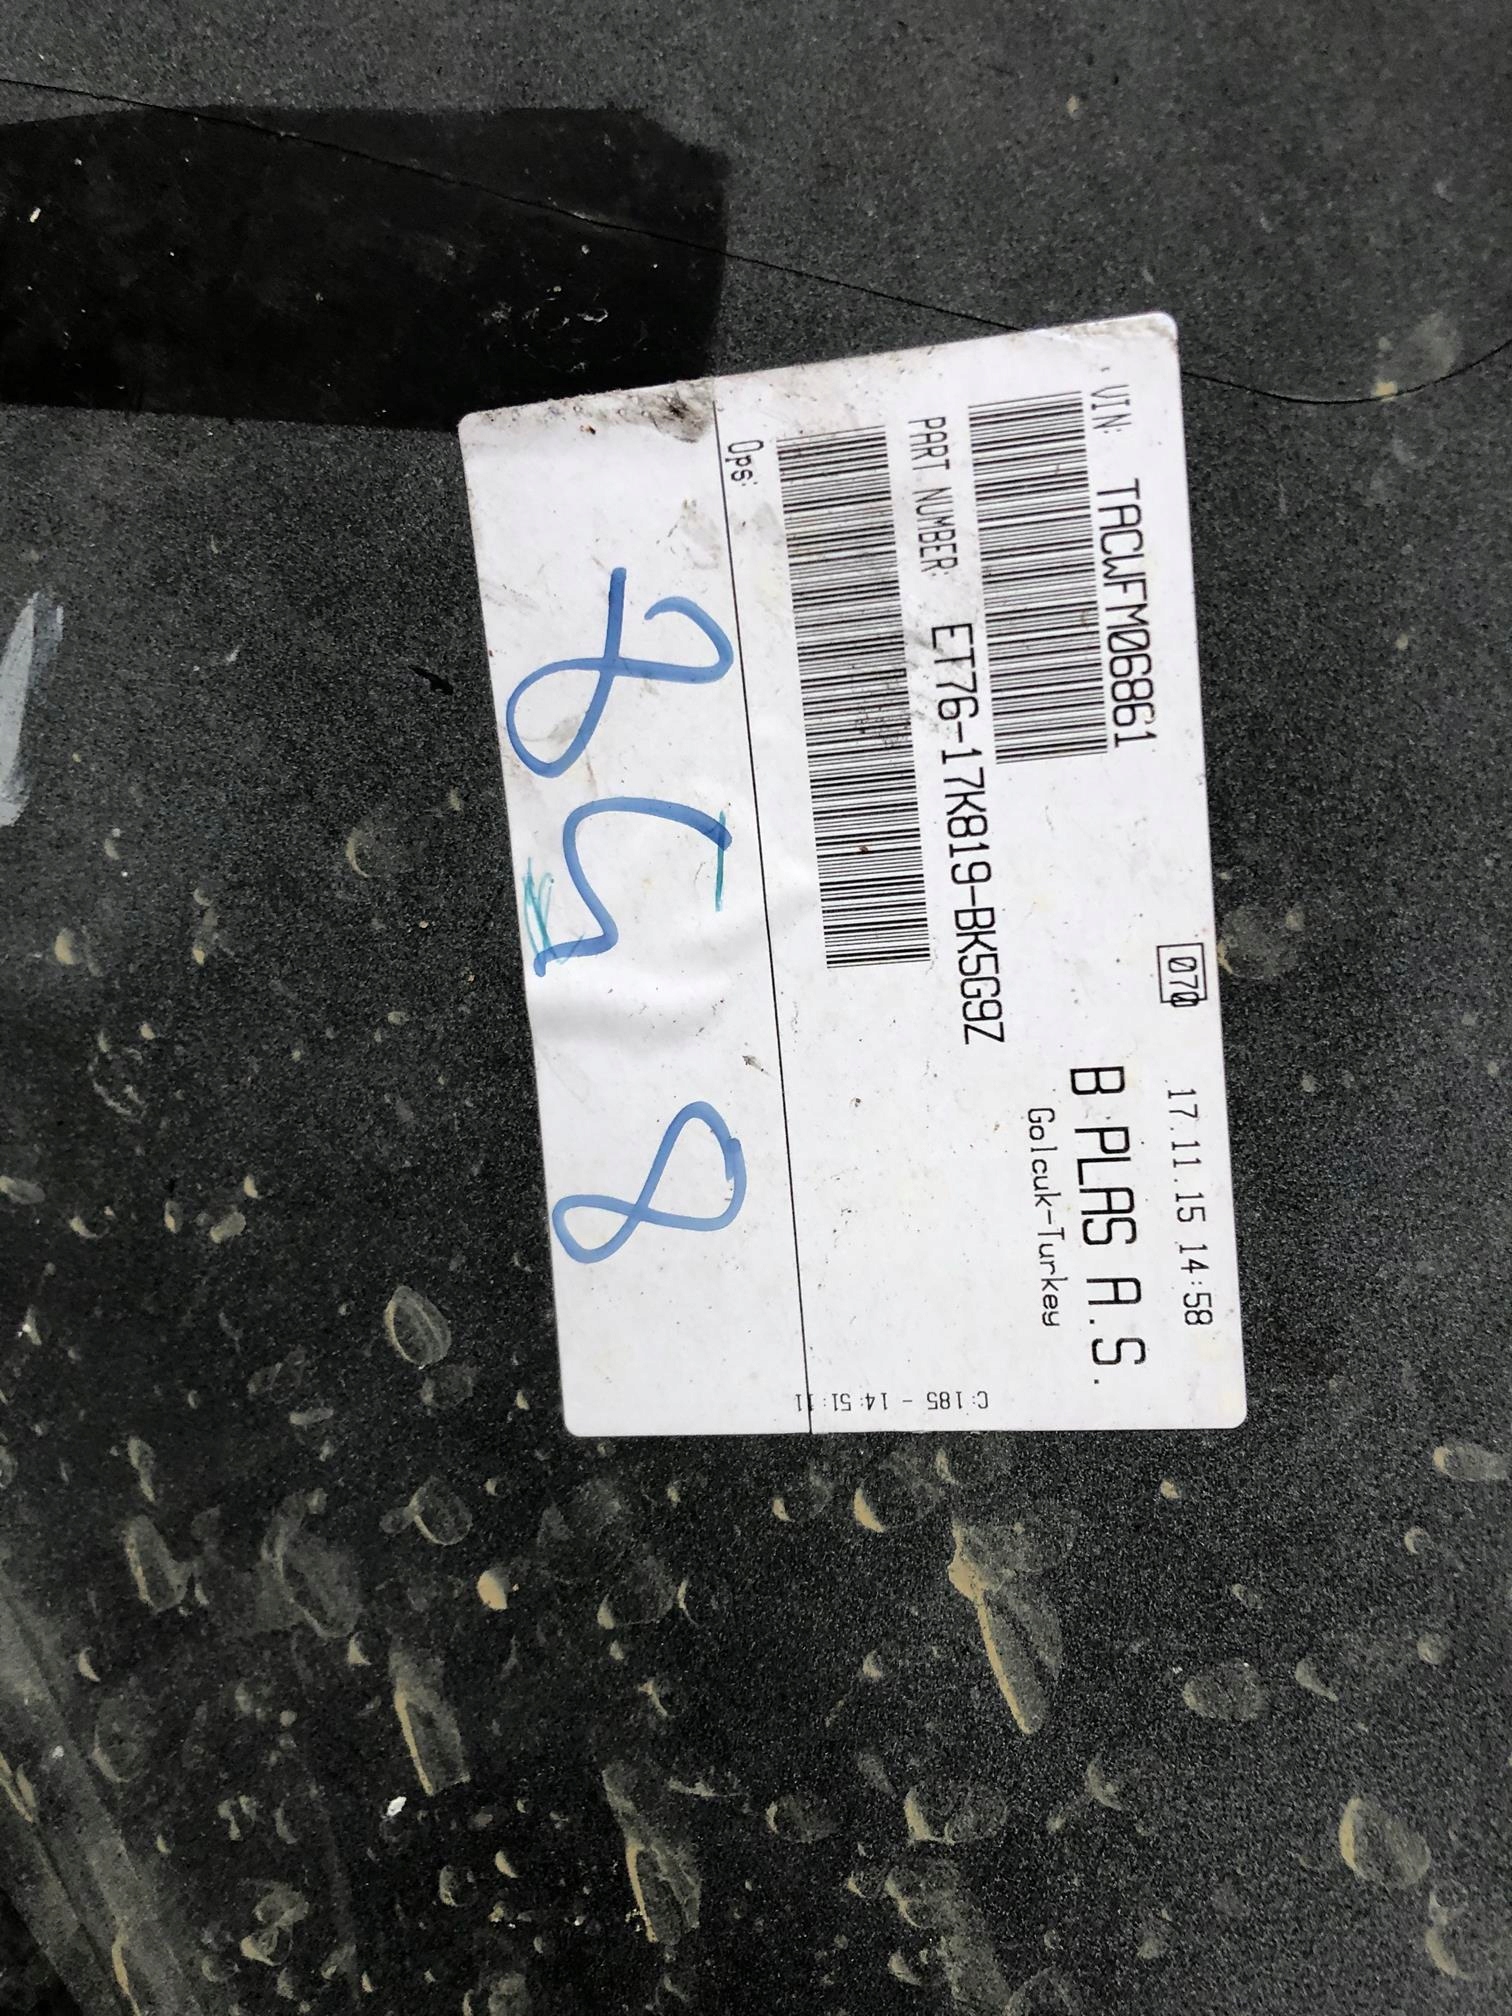 070 17.11.15 14:58
VIN: TACWFM06861
B PLAS A.S.
Golcuk-Turkey
PART NUMBER: ET76-17K819-BK5G9Z
Ops:
C:185 - 14:51:11
858